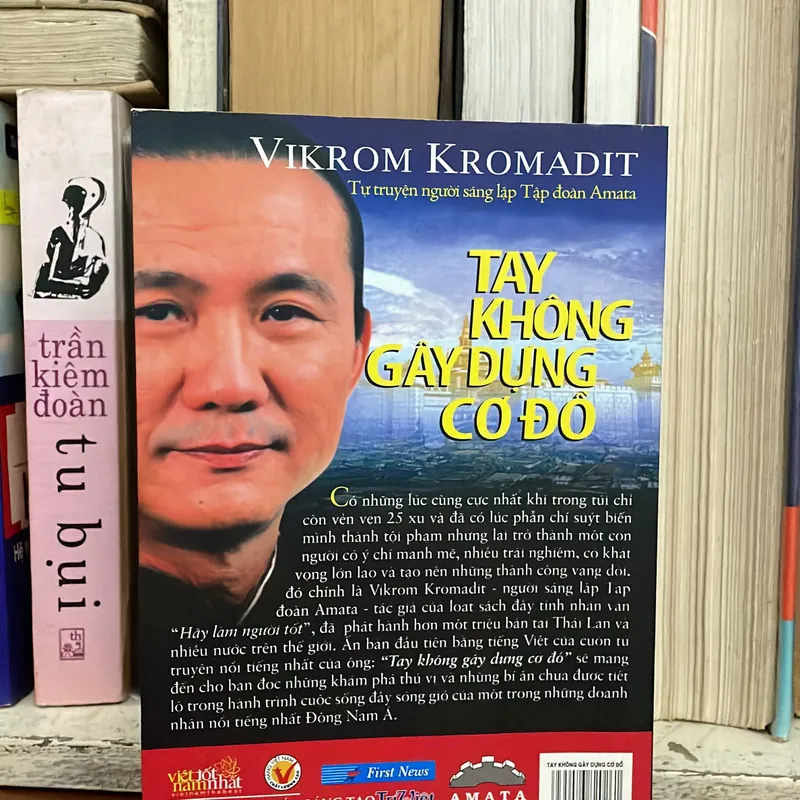 VIKROM KROMADIT
Tự truyện người sáng lập Tập đoàn Amata
TAY
KHÔNG
GÂY DỤNG
CƠ ĐỒ
Có những lúc cùng cực nhất khi trong túi chỉ
còn vẻn vẹn 25 xu và đã có lúc phẫn chí suýt biến
mình thành tội phạm nhưng lại trở thành một con
người có ý chí mạnh mẽ, nhiều trải nghiệm, có khát
vọng lớn lao và tạo nên những thành công vang dội,
đó chính là Vikrom Kromadit - người sáng lập Tập
đoàn Amata - tác giả của loạt sách đầy tính nhân văn
“Hãy làm người tốt”, đã phát hành hơn một triệu bản tại Thái Lan và
nhiều nước trên thế giới. Ấn bản đầu tiên bằng tiếng Việt của cuốn tự
truyện nổi tiếng nhất của ông: “Tay không gây dựng cơ đồ” sẽ mang
đến cho bạn đọc những khám phá thú vị và những bí ẩn chưa được tiết
lộ trong hành trình cuộc sống đầy sóng gió của một trong những doanh
nhân nổi tiếng nhất Đông Nam Á.
việt tốt
nam nhất
vietnamthebest
First News
AMATA
TAY KHÔNG GÂY DỰNG CƠ ĐỒ
trần
kiêm
đoàn
tu bụi